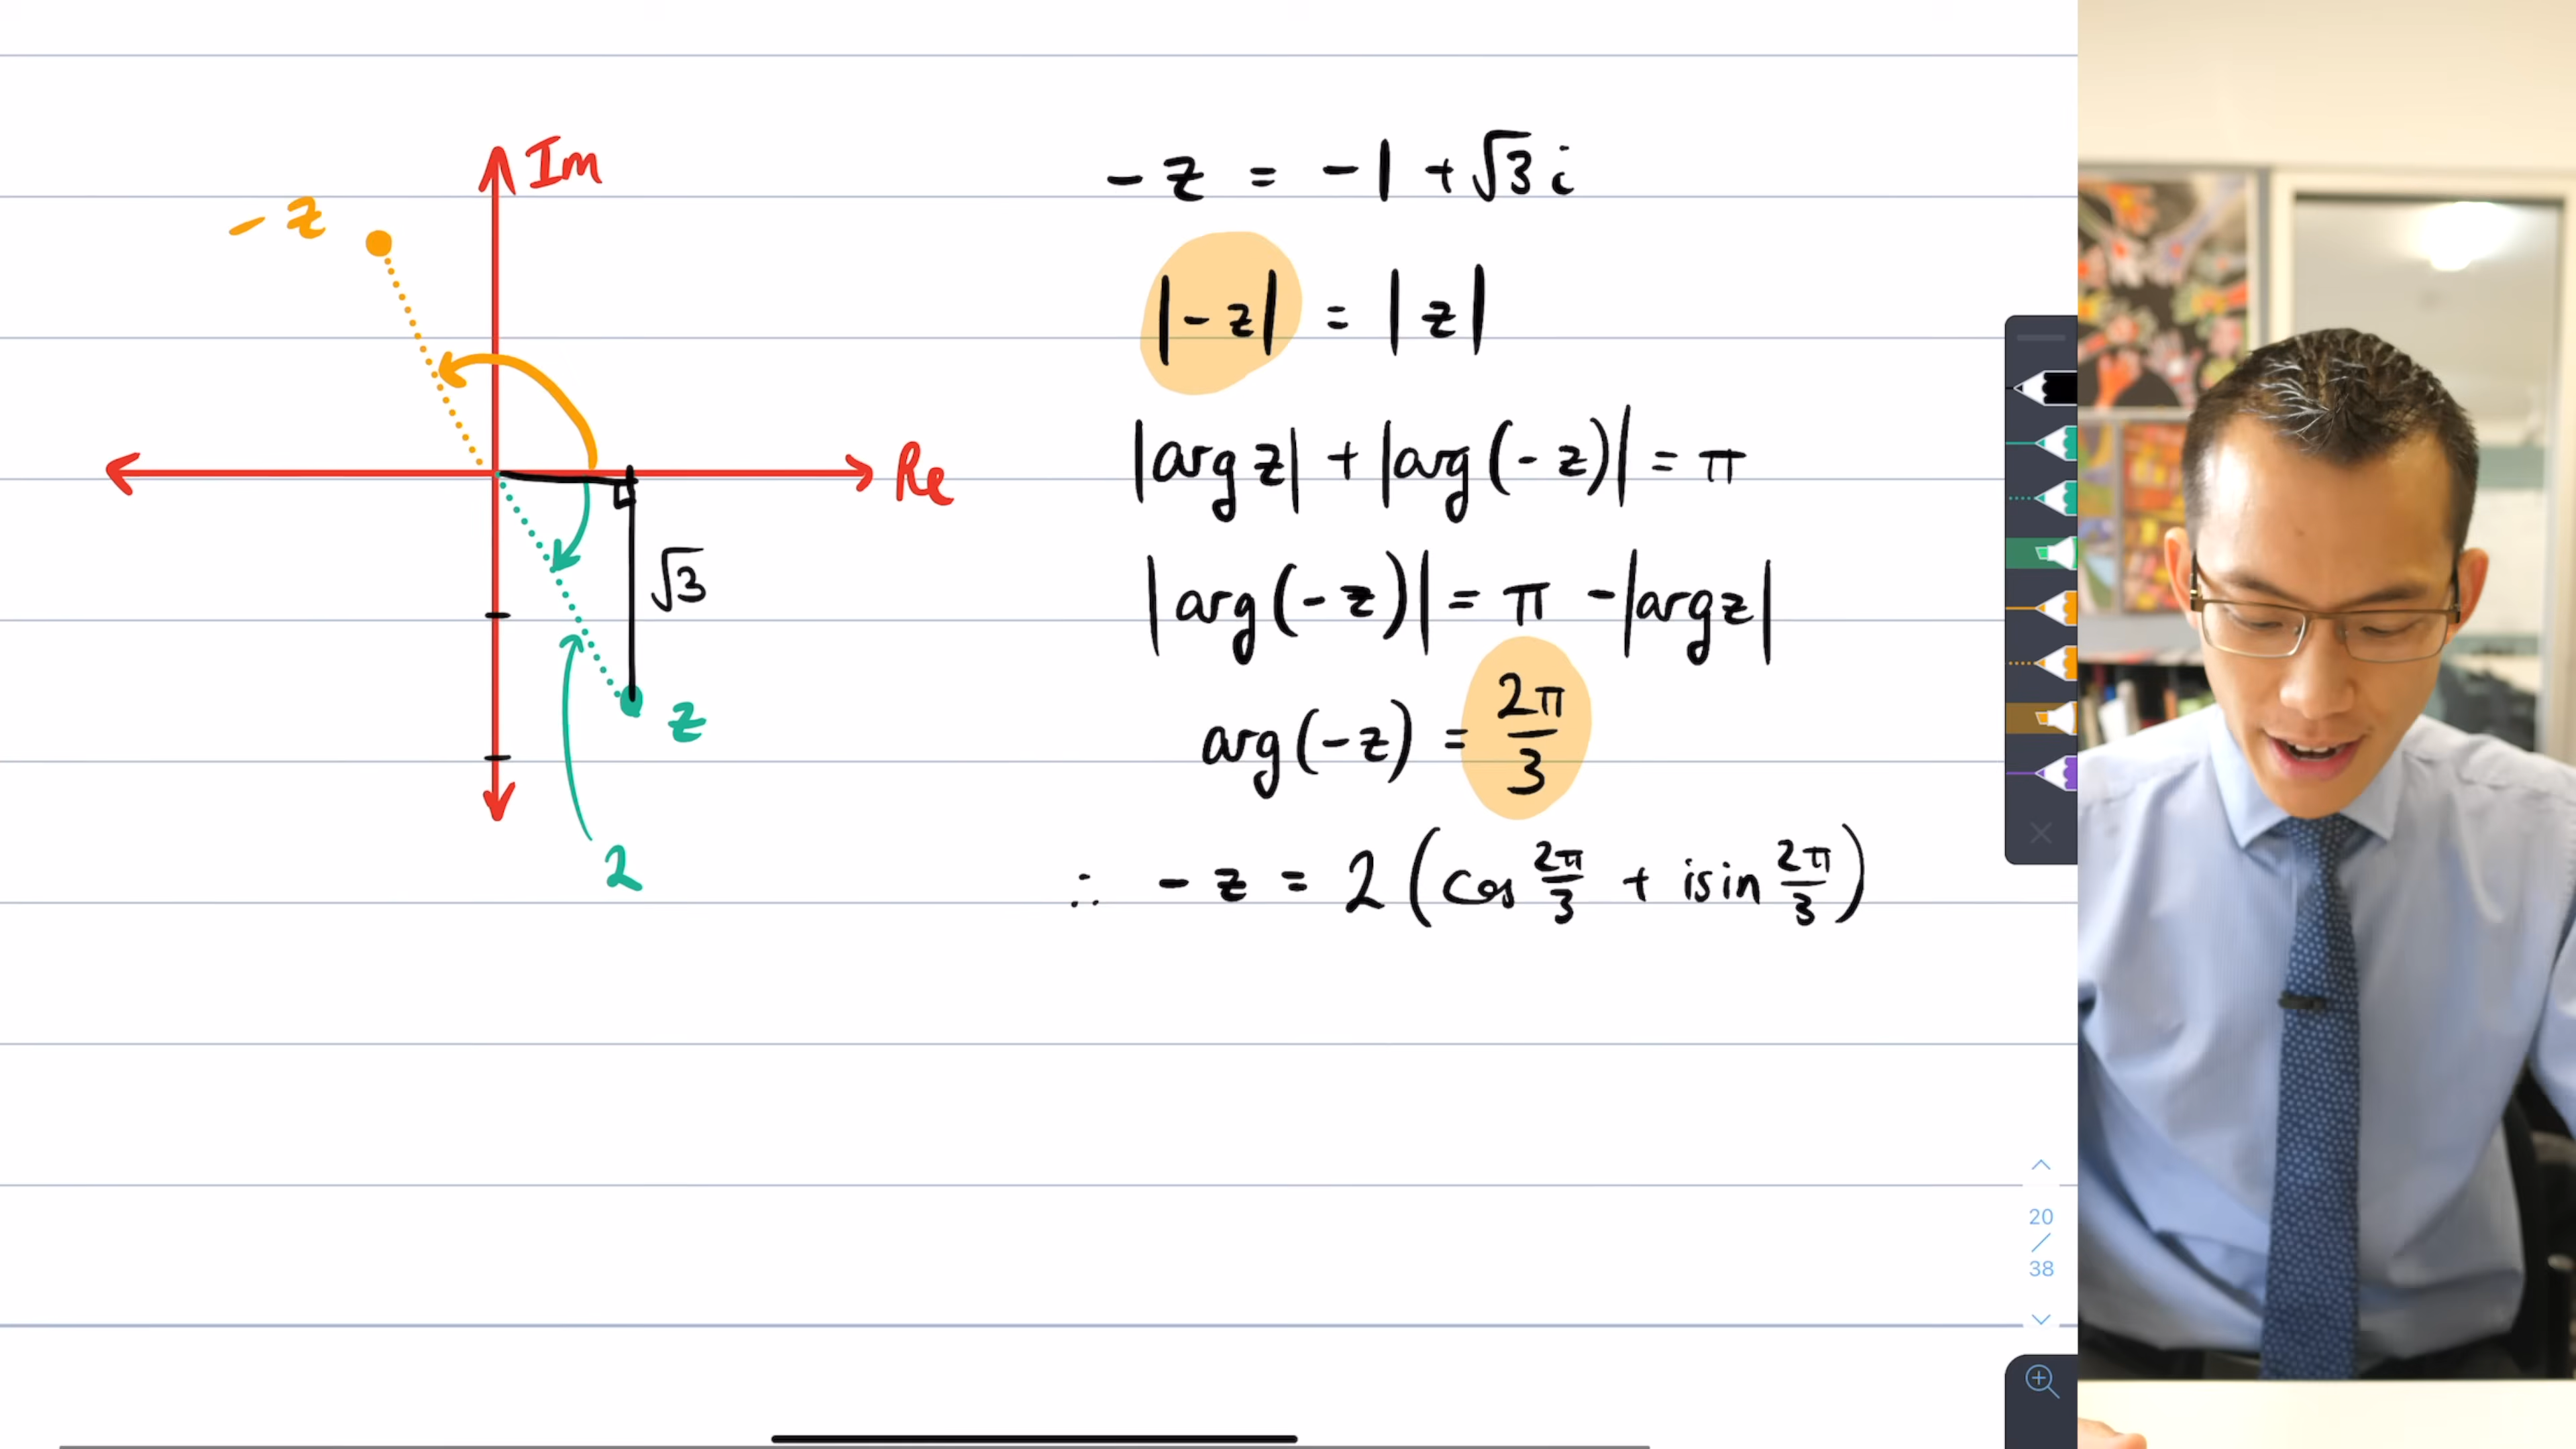 Im
- z
Re
√3
z
2
- z = -1 + √3 i
|- z| = |z|
|arg z| + |arg (- z)| = π
|arg (- z)| = π - |arg z|
arg (- z) = 2π/3
∴ - z = 2 (cos 2π/3 + i sin 2π/3)
20
/
38